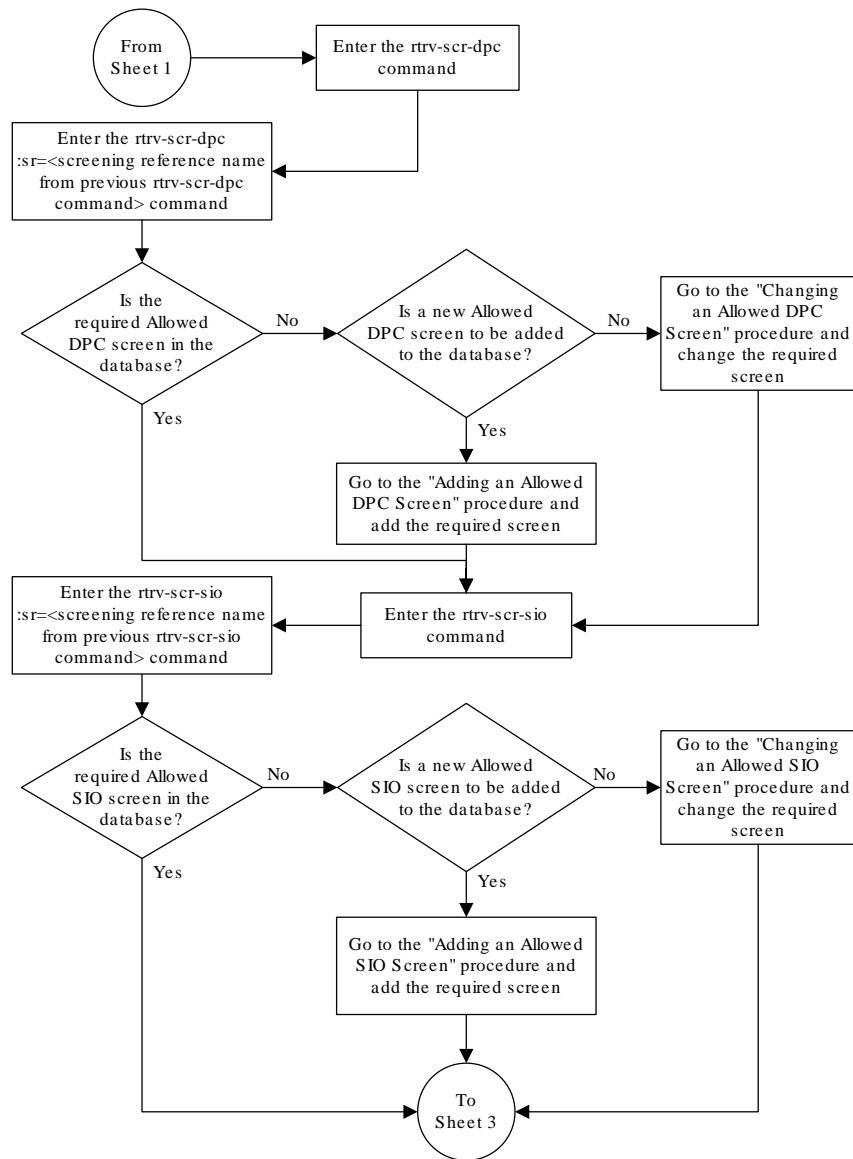 From
Sheet 1
Enter the rtrv-scr-dpc
command
Enter the rtrv-scr-dpc
:sr=<screening reference name
from previous rtrv-scr-dpc
command> command
Is the
required Allowed
DPC screen in the
database?
No
Yes
Is a new Allowed
DPC screen to be added
to the database?
No
Yes
Go to the "Changing
an Allowed DPC
Screen" procedure and
change the required
screen
Go to the "Adding an Allowed
DPC Screen" procedure and
add the required screen
Enter the rtrv-scr-sio
command
Enter the rtrv-scr-sio
:sr=<screening reference name
from previous rtrv-scr-sio
command> command
Is the
required Allowed
SIO screen in the
database?
No
Yes
Is a new Allowed
SIO screen to be added
to the database?
No
Yes
Go to the "Changing
an Allowed SIO
Screen" procedure and
change the required
screen
Go to the "Adding an Allowed
SIO Screen" procedure and
add the required screen
To
Sheet 3